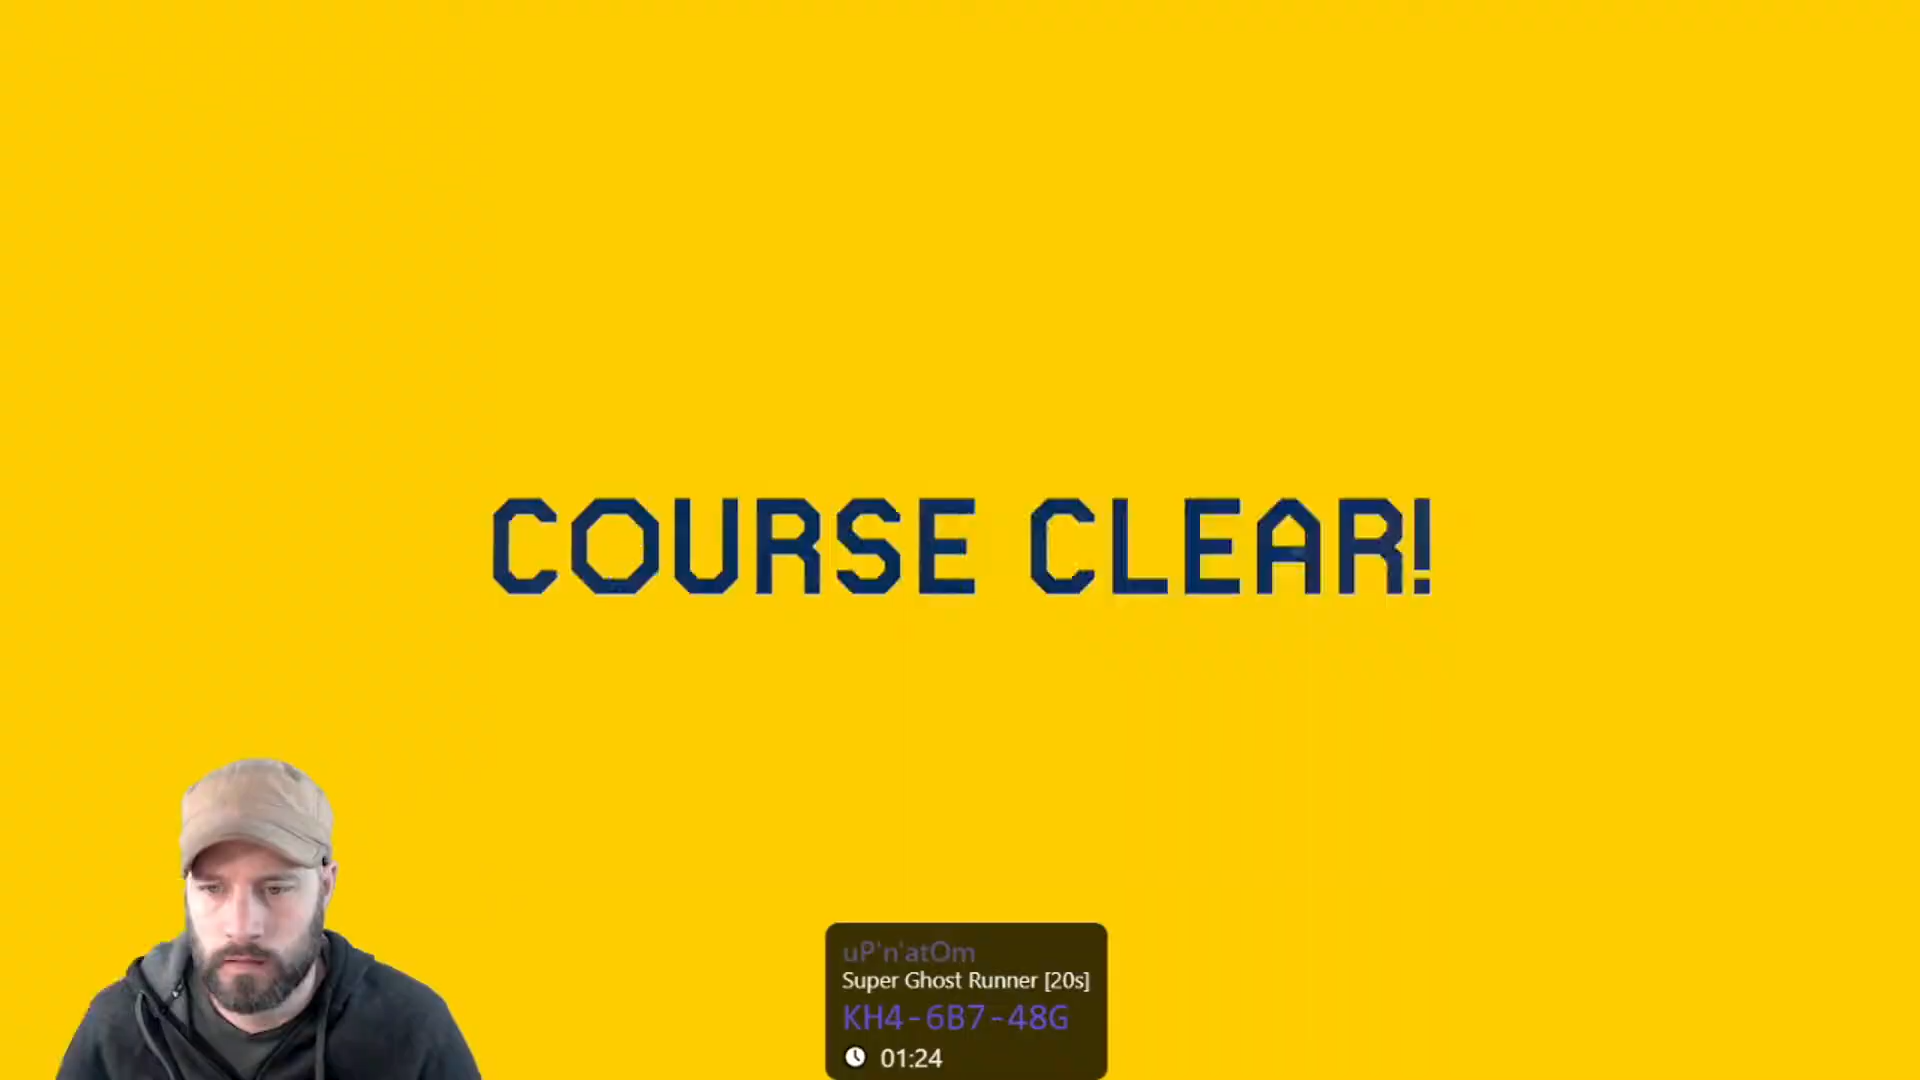 COURSE CLEAR!
uP'n'atOm
Super Ghost Runner [20s]
KH4-6B7-48G
01:24